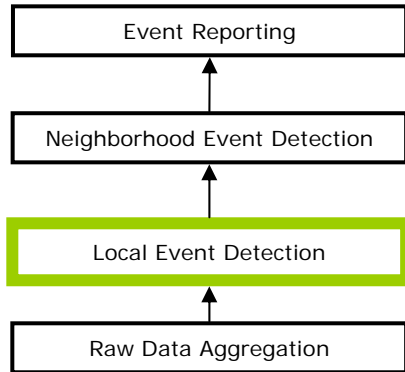 Event Reporting
Neighborhood Event Detection
Local Event Detection
Raw Data Aggregation